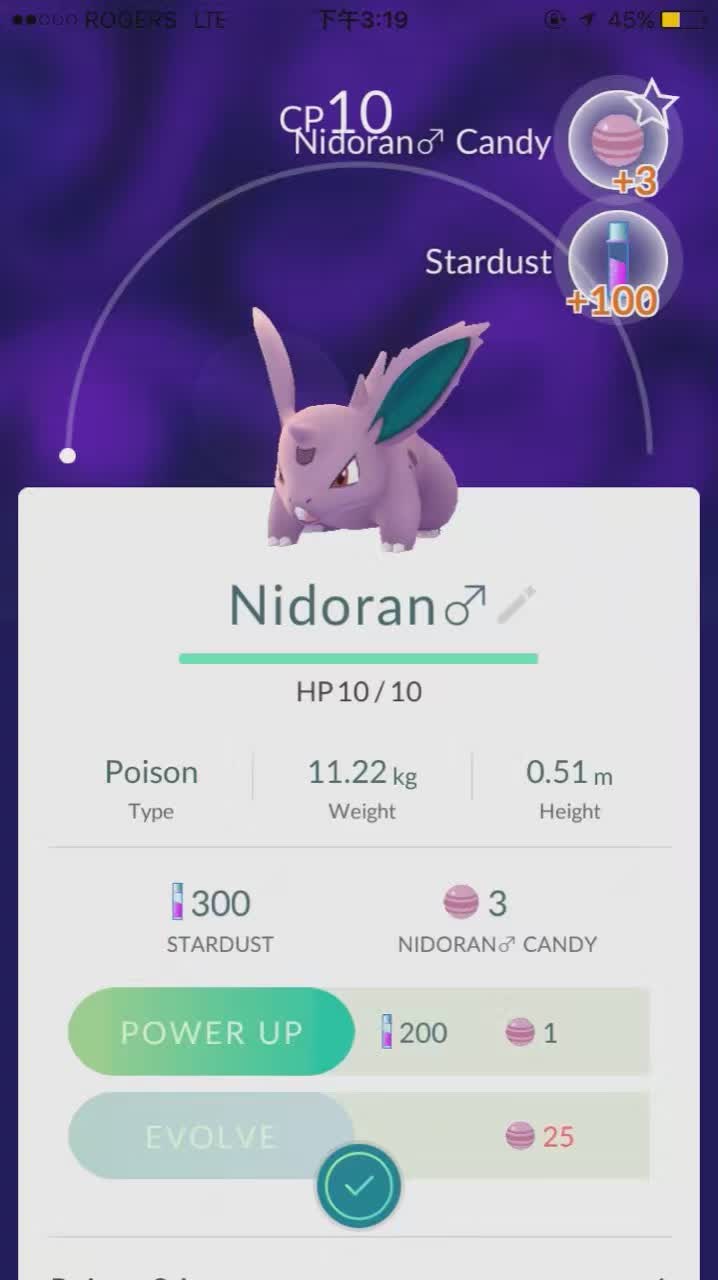 ROGERS LTE 下午3:19 45%
CP10
Nidoran♂ Candy
+3
Stardust
+100
Nidoran♂
HP 10 / 10
Poison 11.22 kg 0.51 m
Type Weight Height
300 3
STARDUST NIDORAN♂ CANDY
POWER UP 200 1
EVOLVE 25